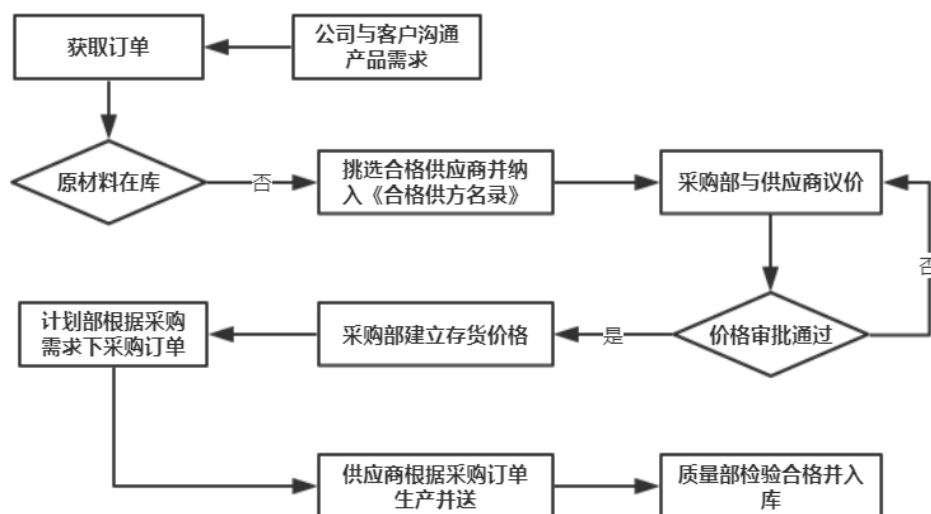 获取订单
公司与客户沟通
产品需求
原材料在库
否
挑选合格供应商并纳
入《合格供方名录》
采购部与供应商议价
否
计划部根据采购
需求下采购订单
采购部建立存货价格
是
价格审批通过
供应商根据采购订单
生产并送
质量部检验合格并入
库